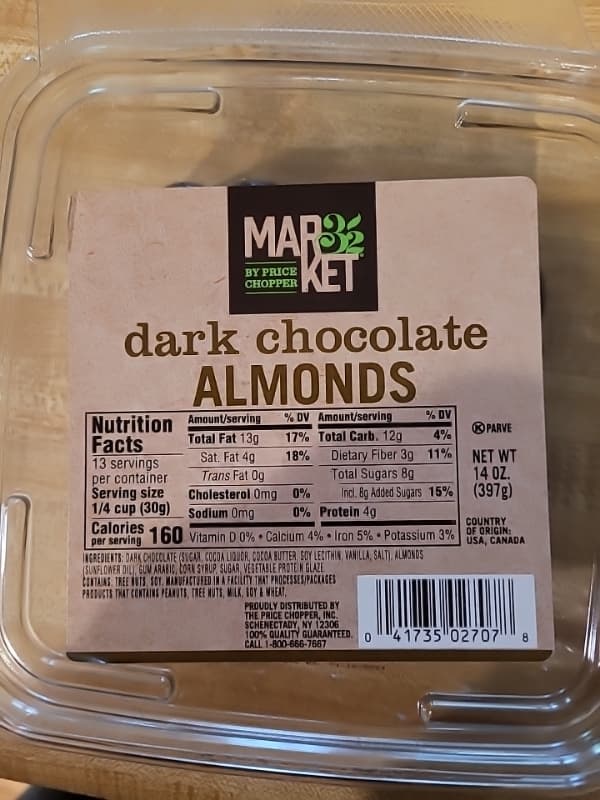 MAR32
KET
BY PRICE
CHOPPER
dark chocolate
ALMONDS
Nutrition
Facts
13 servings
per container
Serving size
1/4 cup (30g)
Calories 160
per serving
Amount/serving % DV
Total Fat 13g 17%
Sat. Fat 4g 18%
Trans Fat 0g
Cholesterol 0mg 0%
Sodium 0mg 0%
Amount/serving % DV
Total Carb. 12g 4%
Dietary Fiber 3g 11%
Total Sugars 8g
Incl. 8g Added Sugars 15%
Protein 4g
Vitamin D 0% • Calcium 4% • Iron 5% • Potassium 3%
K PARVE
NET WT
14 OZ.
(397g)
COUNTRY
OF ORIGIN:
USA, CANADA
INGREDIENTS: DARK CHOCOLATE (SUGAR, COCOA LIQUOR, COCOA BUTTER, SOY LECITHIN, VANILLA, SALT), ALMONDS
(SUNFLOWER OIL), GUM ARABIC, CORN SYRUP, SUGAR, VEGETABLE PROTEIN GLAZE.
CONTAINS: TREE NUTS, SOY. MANUFACTURED IN A FACILITY THAT PROCESSES/PACKAGES
PRODUCTS THAT CONTAINS PEANUTS, TREE NUTS, MILK, SOY & WHEAT.
PROUDLY DISTRIBUTED BY
THE PRICE CHOPPER, INC.
SCHENECTADY, NY 12306
100% QUALITY GUARANTEED.
CALL 1-800-666-7667
0 41735 02707 8